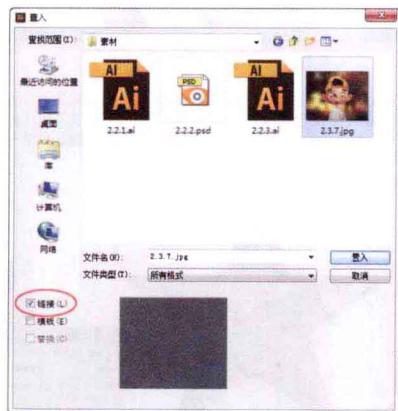 置入
查找范围(I): 素材
最近访问的位置
桌面
库
计算机
网络
AI
Ai
2.2.1.ai
PSD
2.2.2.psd
AI
Ai
2.2.3.ai
2.3.7.jpg
文件名(N): 2.3.7.jpg 置入
文件类型(T): 所有格式 取消
链接(L)
模板(E)
替换(C)